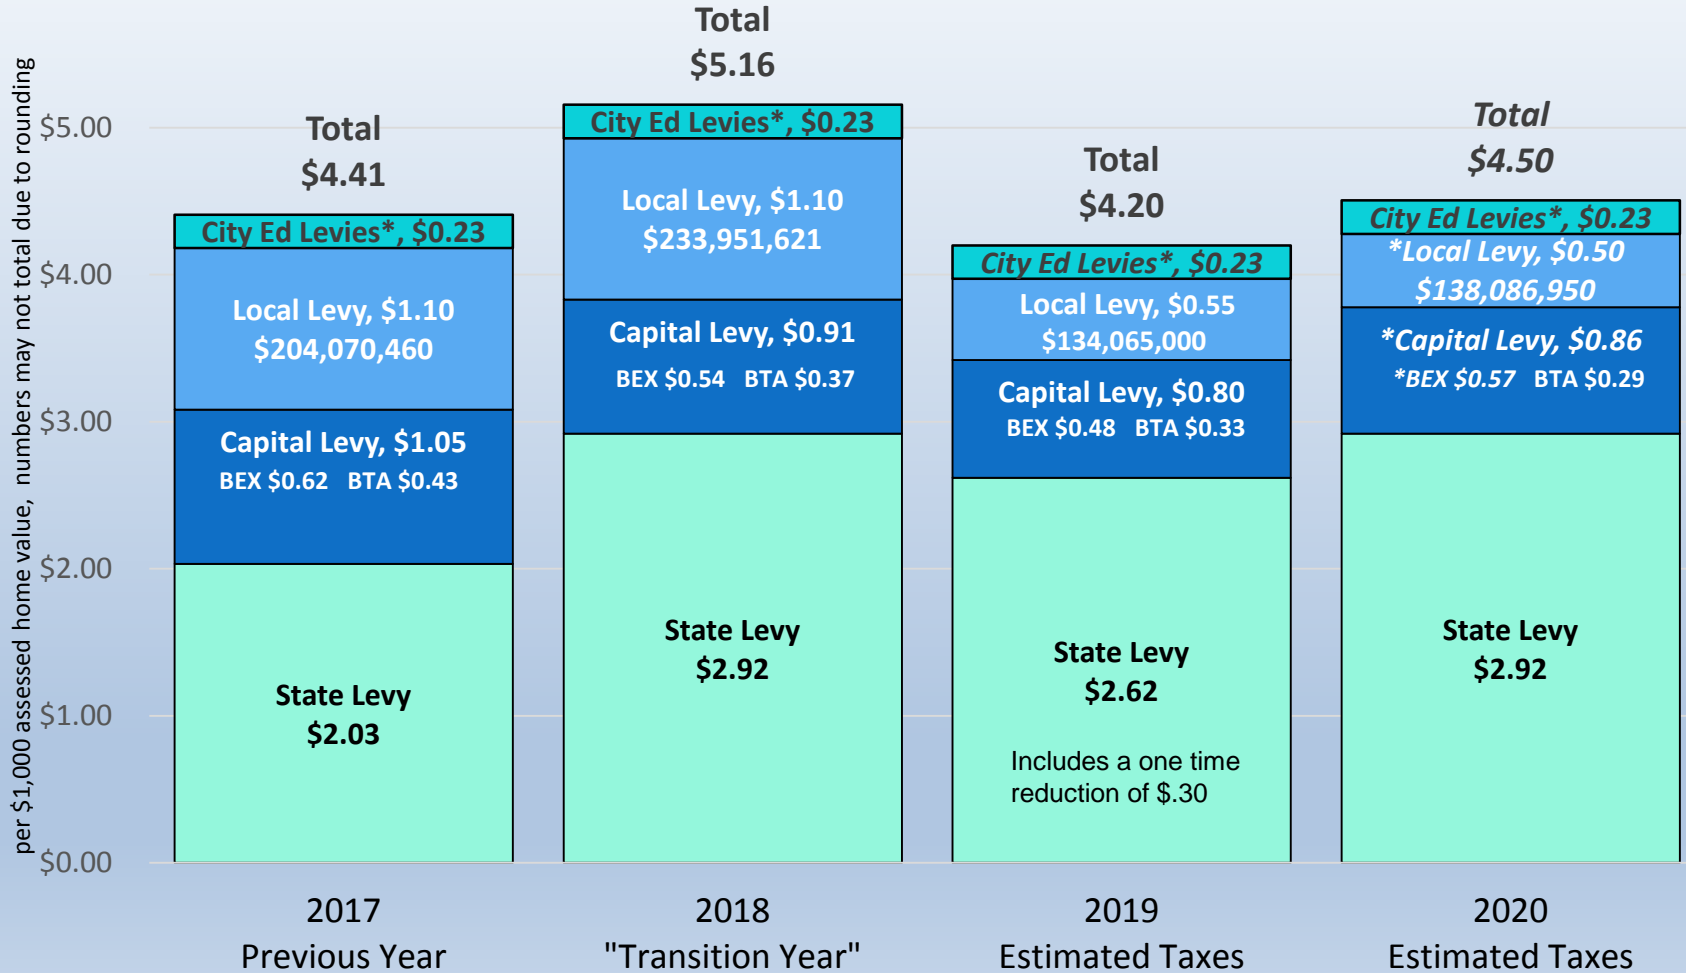 per $1,000 assessed home value,  numbers may not total due to rounding
$5.00
$4.00
$3.00
$2.00
$1.00
$0.00
Total
$4.41
City Ed Levies*, $0.23
Local Levy, $1.10
$204,070,460
Capital Levy, $1.05
BEX $0.62   BTA $0.43
State Levy
$2.03
2017
Previous Year
Total
$5.16
City Ed Levies*, $0.23
Local Levy, $1.10
$233,951,621
Capital Levy, $0.91
BEX $0.54   BTA $0.37
State Levy
$2.92
2018
"Transition Year"
Total
$4.20
City Ed Levies*, $0.23
Local Levy, $0.55
$134,065,000
Capital Levy, $0.80
BEX $0.48   BTA $0.33
State Levy
$2.62
Includes a one time
reduction of $.30
2019
Estimated Taxes
Total
$4.50
City Ed Levies*, $0.23
*Local Levy, $0.50
$138,086,950
*Capital Levy, $0.86
*BEX $0.57   BTA $0.29
State Levy
$2.92
2020
Estimated Taxes